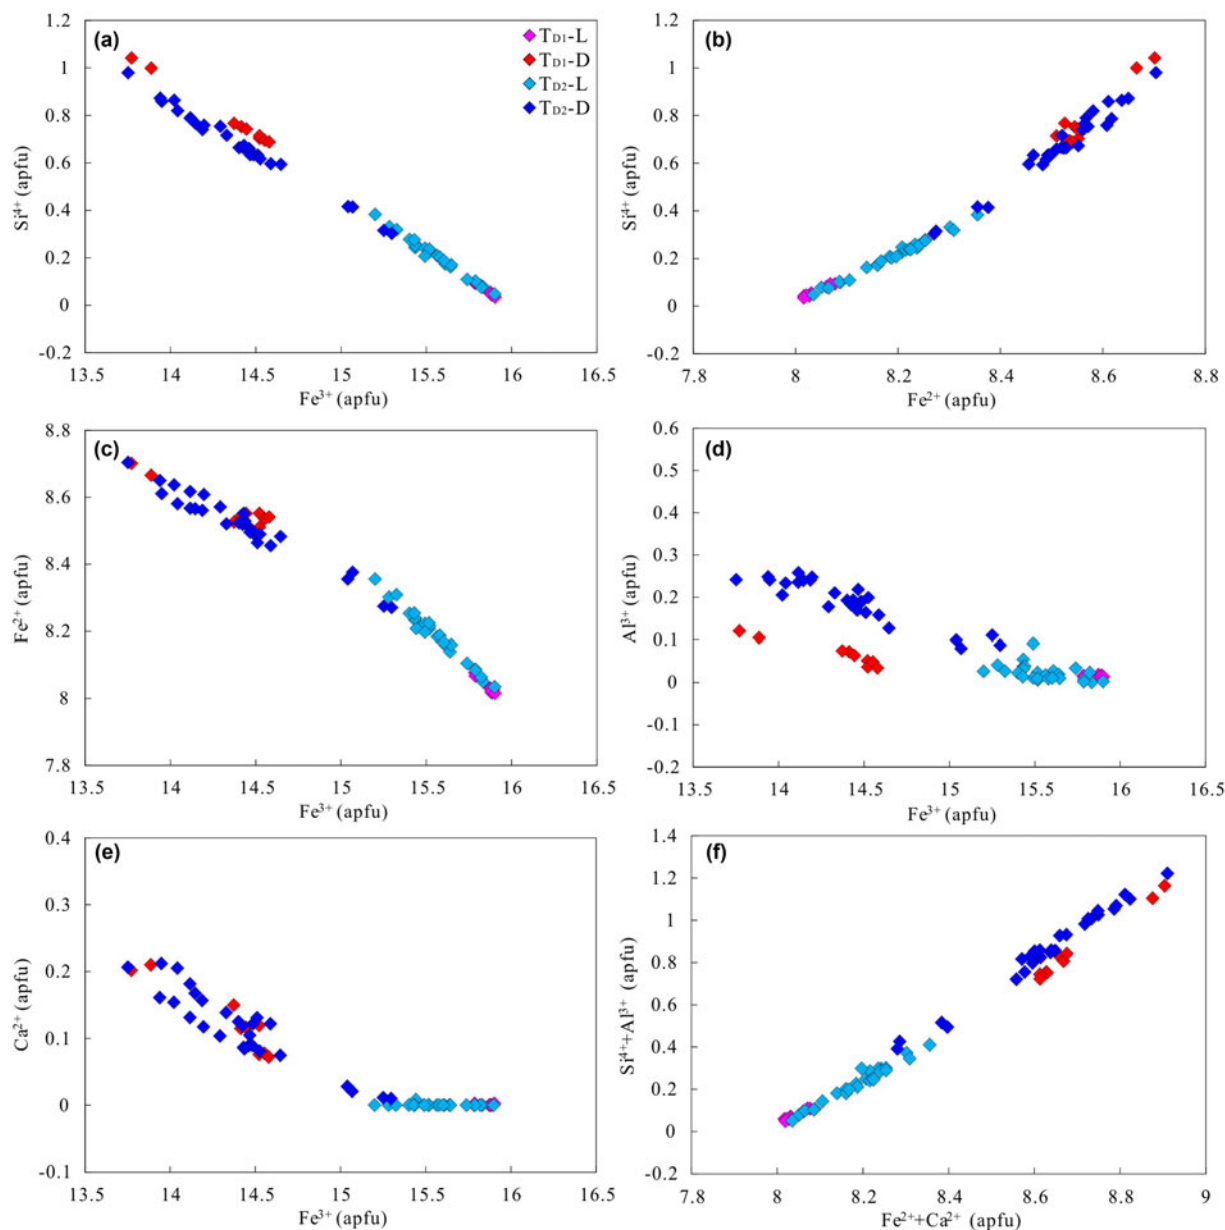 (a)
T_D1-L
T_D1-D
T_D2-L
T_D2-D
1.2
1
0.8
0.6
0.4
0.2
0
-0.2
Si⁴⁺ (apfu)
13.5 14 14.5 15 15.5 16 16.5
Fe³⁺ (apfu)
(b)
1.2
1
0.8
0.6
0.4
0.2
0
-0.2
Si⁴⁺ (apfu)
7.8 8 8.2 8.4 8.6 8.8
Fe²⁺ (apfu)
(c)
8.8
8.6
8.4
8.2
8.0
7.8
Fe²⁺ (apfu)
13.5 14 14.5 15 15.5 16 16.5
Fe³⁺ (apfu)
(d)
0.6
0.5
0.4
0.3
0.2
0.1
0
-0.1
-0.2
Al³⁺ (apfu)
13.5 14 14.5 15 15.5 16 16.5
Fe³⁺ (apfu)
(e)
0.4
0.3
0.2
0.1
0
-0.1
Ca²⁺ (apfu)
13.5 14 14.5 15 15.5 16 16.5
Fe³⁺ (apfu)
(f)
1.4
1.2
1
0.8
0.6
0.4
0.2
0
-0.2
Si⁴⁺+Al³⁺ (apfu)
7.8 8 8.2 8.4 8.6 8.8 9
Fe²⁺+Ca²⁺ (apfu)